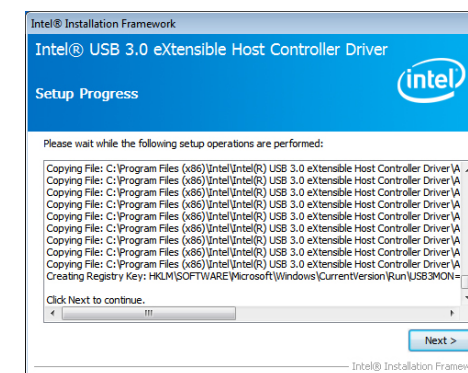 Intel® Installation Framework
Intel® USB 3.0 eXtensible Host Controller Driver
intel
Setup Progress
Please wait while the following setup operations are performed:
Copying File: C:\Program Files (x86)\Intel\Intel(R) USB 3.0 eXtensible Host Controller Driver\A
Copying File: C:\Program Files (x86)\Intel\Intel(R) USB 3.0 eXtensible Host Controller Driver\A
Copying File: C:\Program Files (x86)\Intel\Intel(R) USB 3.0 eXtensible Host Controller Driver\A
Copying File: C:\Program Files (x86)\Intel\Intel(R) USB 3.0 eXtensible Host Controller Driver\A
Copying File: C:\Program Files (x86)\Intel\Intel(R) USB 3.0 eXtensible Host Controller Driver\A
Copying File: C:\Program Files (x86)\Intel\Intel(R) USB 3.0 eXtensible Host Controller Driver\A
Copying File: C:\Program Files (x86)\Intel\Intel(R) USB 3.0 eXtensible Host Controller Driver\A
Copying File: C:\Program Files (x86)\Intel\Intel(R) USB 3.0 eXtensible Host Controller Driver\A
Copying File: C:\Program Files (x86)\Intel\Intel(R) USB 3.0 eXtensible Host Controller Driver\A
Creating Registry Key: HKLM\SOFTWARE\Microsoft\Windows\CurrentVersion\Run\USB3MON=
Click Next to continue.
Next >
Intel® Installation Framew